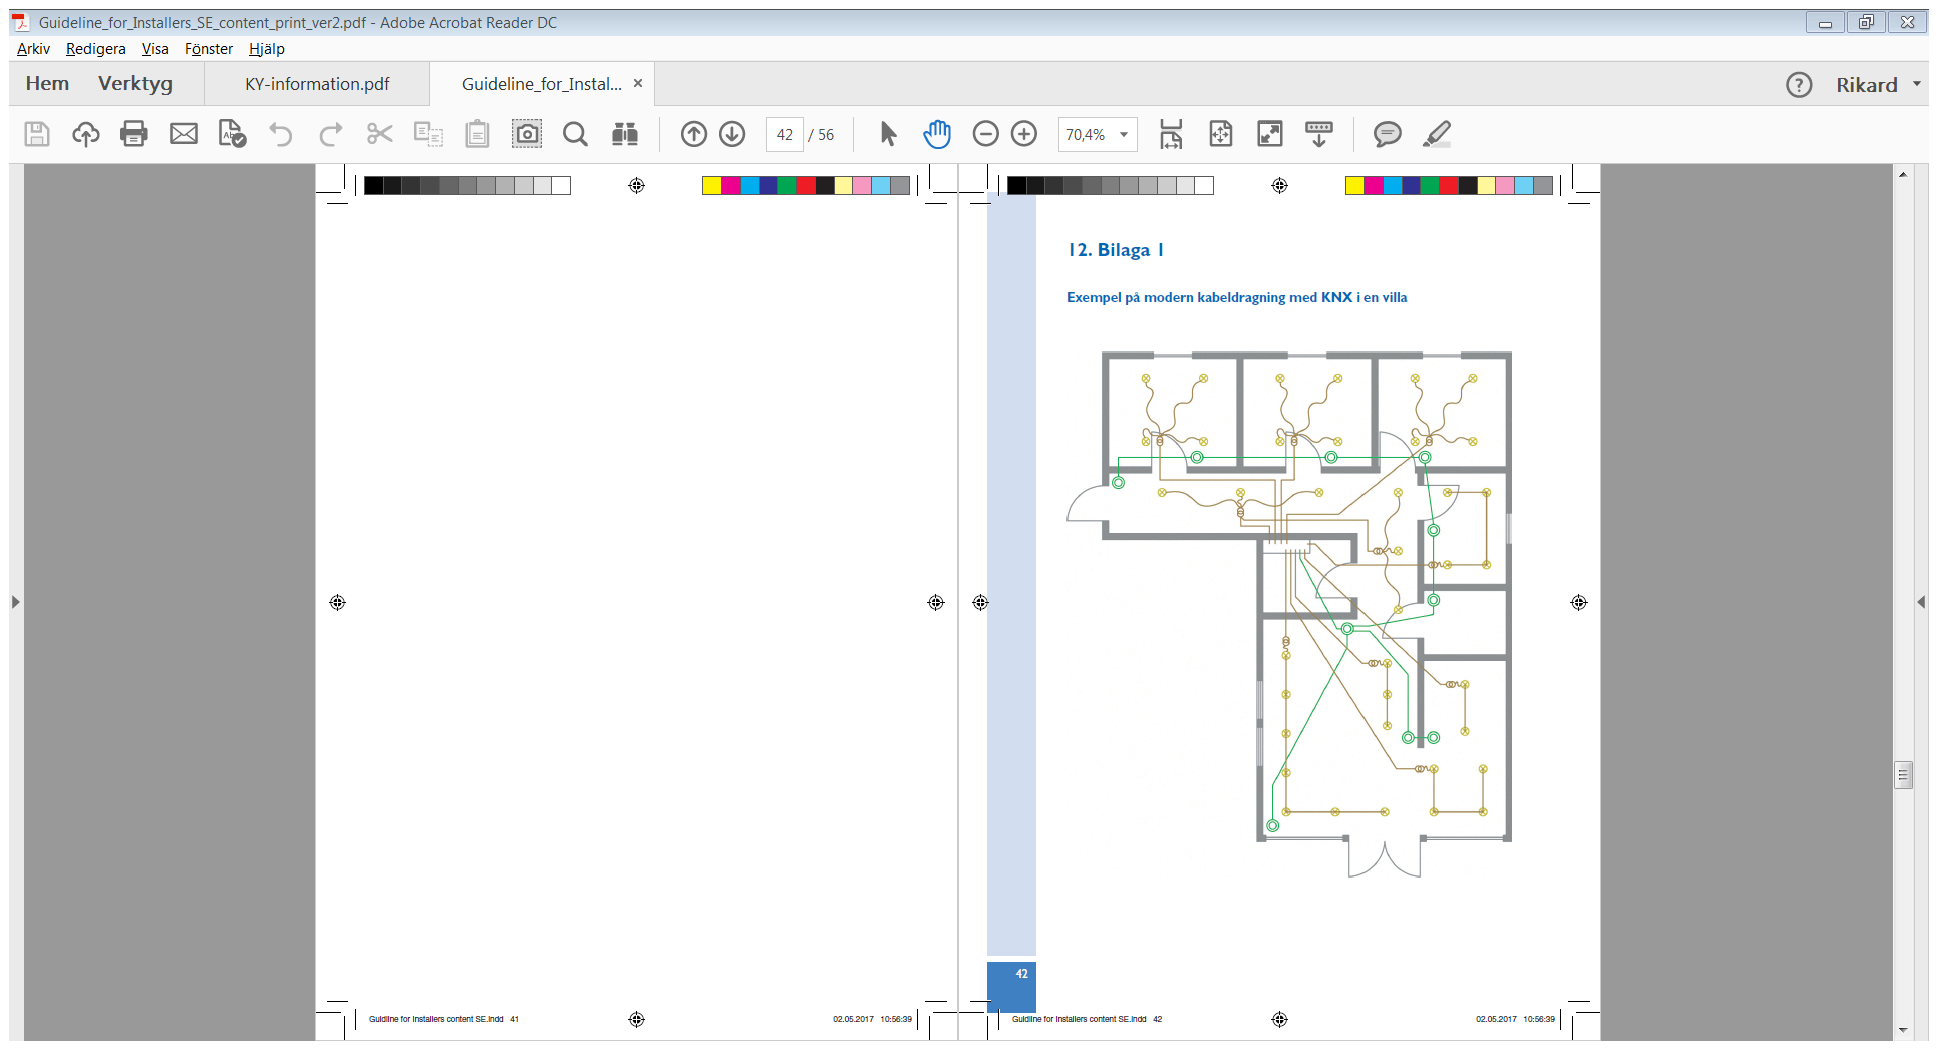 Guideline_for_Installers_SE_content_print_ver2.pdf - Adobe Acrobat Reader DC
Arkiv Redigera Visa Fönster Hjälp
Hem Verktyg KY-information.pdf Guideline_for_Instal... × ? Rikard
42 / 56 70,4%
12. Bilaga 1
Exempel på modern kabeldragning med KNX i en villa
42
Guidline for Installers content SE.indd 41 02.05.2017 10:56:39
Guidline for Installers content SE.indd 42 02.05.2017 10:56:39